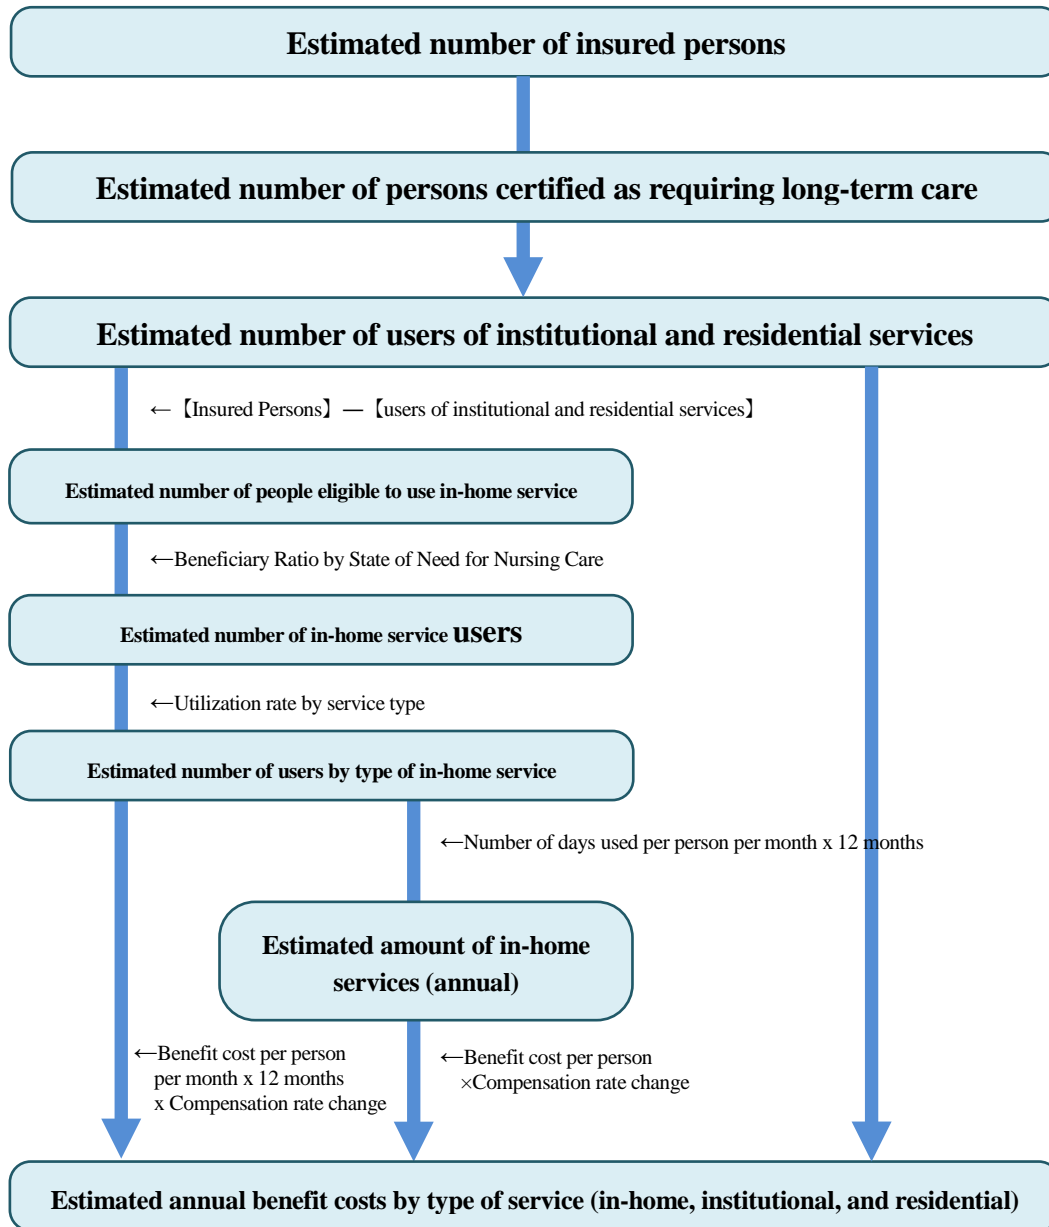 Estimated number of insured persons
Estimated number of persons certified as requiring long-term care
Estimated number of users of institutional and residential services
←【Insured Persons】―【users of institutional and residential services】
Estimated number of people eligible to use in-home service
←Beneficiary Ratio by State of Need for Nursing Care
Estimated number of in-home service users
←Utilization rate by service type
Estimated number of users by type of in-home service
←Number of days used per person per month x 12 months
Estimated amount of in-home
services (annual)
←Benefit cost per person
per month x 12 months
x Compensation rate change
←Benefit cost per person
×Compensation rate change
Estimated annual benefit costs by type of service (in-home, institutional, and residential)